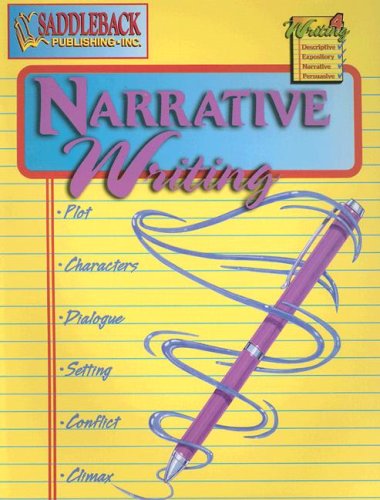 SADDLEBACK
PUBLISHING·INC.
Writing 4
Descriptive
Expository
Narrative
Persuasive
NARRATIVE
Writing
• Plot
• Characters
• Dialogue
• Setting
• Conflict
• Climax